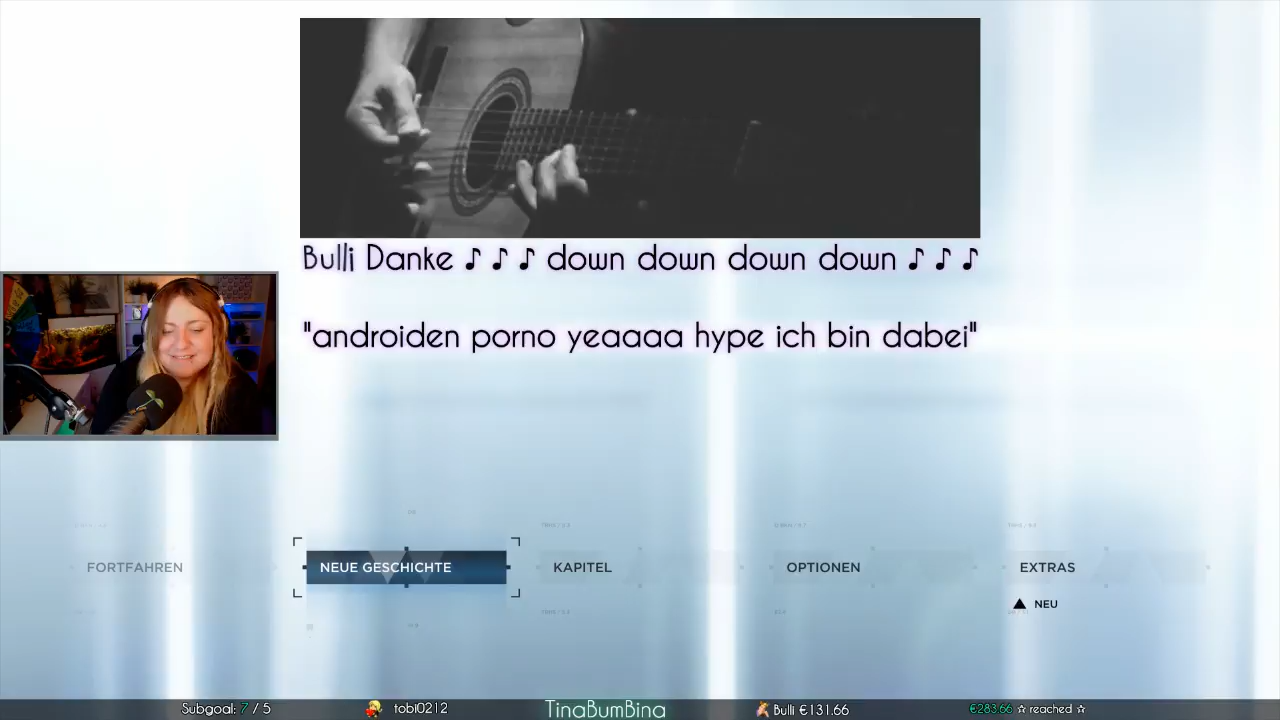 Bulli Danke ♪ ♪ ♪ down down down down ♪ ♪ ♪
"androiden porno yeaaaa hype ich bin dabei"
FORTFAHREN
NEUE GESCHICHTE
KAPITEL
OPTIONEN
EXTRAS
▲ NEU
Subgoal: 7 / 5
tobi0212
TinaBumBina
Bulli €131.66
€283.66 ☆ reached ☆